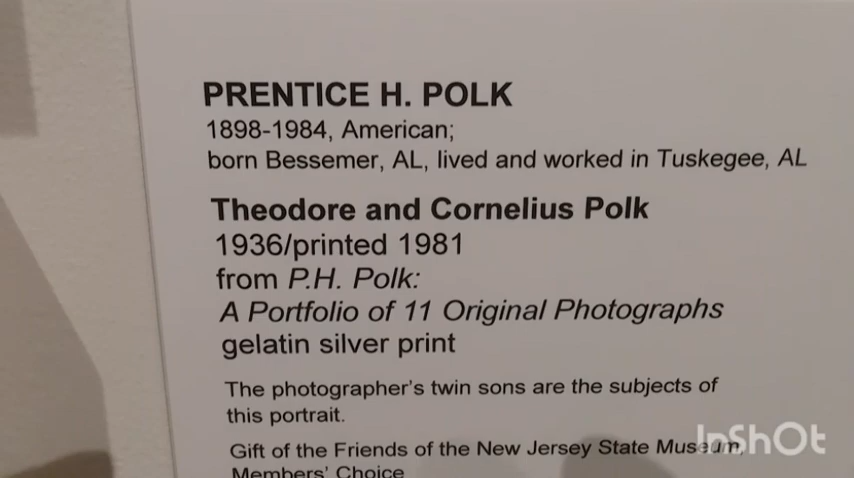 PRENTICE H. POLK
1898-1984, American;
born Bessemer, AL, lived and worked in Tuskegee, AL
Theodore and Cornelius Polk
1936/printed 1981
from P.H. Polk:
A Portfolio of 11 Original Photographs
gelatin silver print
The photographer's twin sons are the subjects of
this portrait.
Gift of the Friends of the New Jersey State Museum,
Members' Choice
InShOt